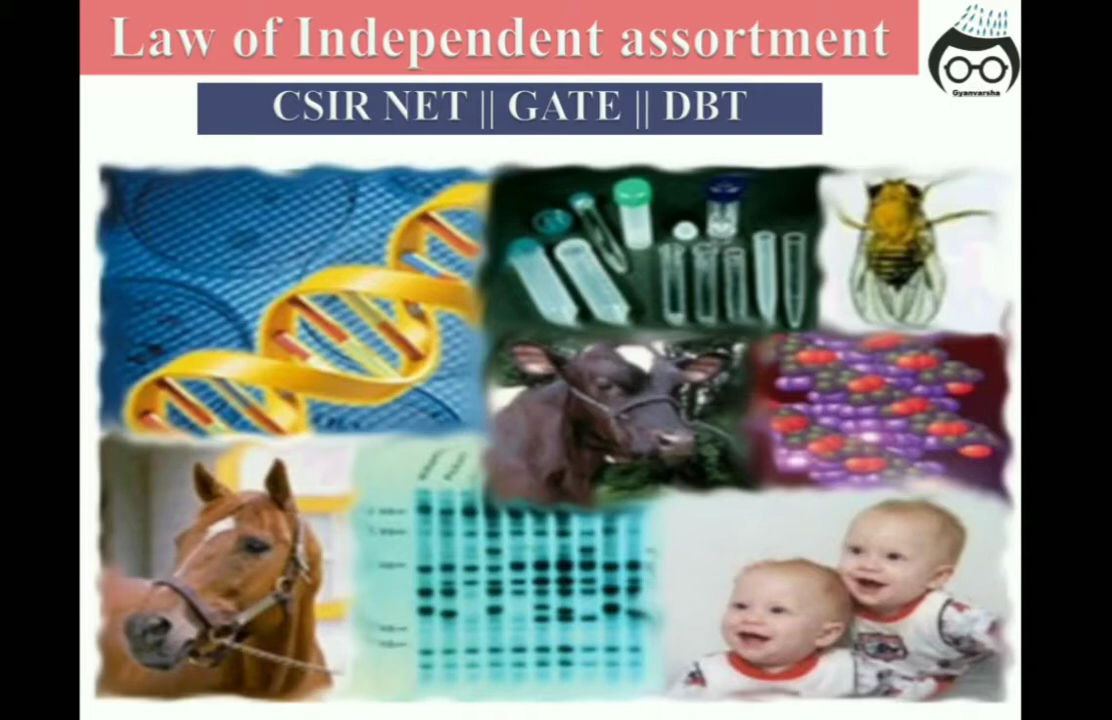 Law of Independent assortment
CSIR NET || GATE || DBT
Gyanvarsha